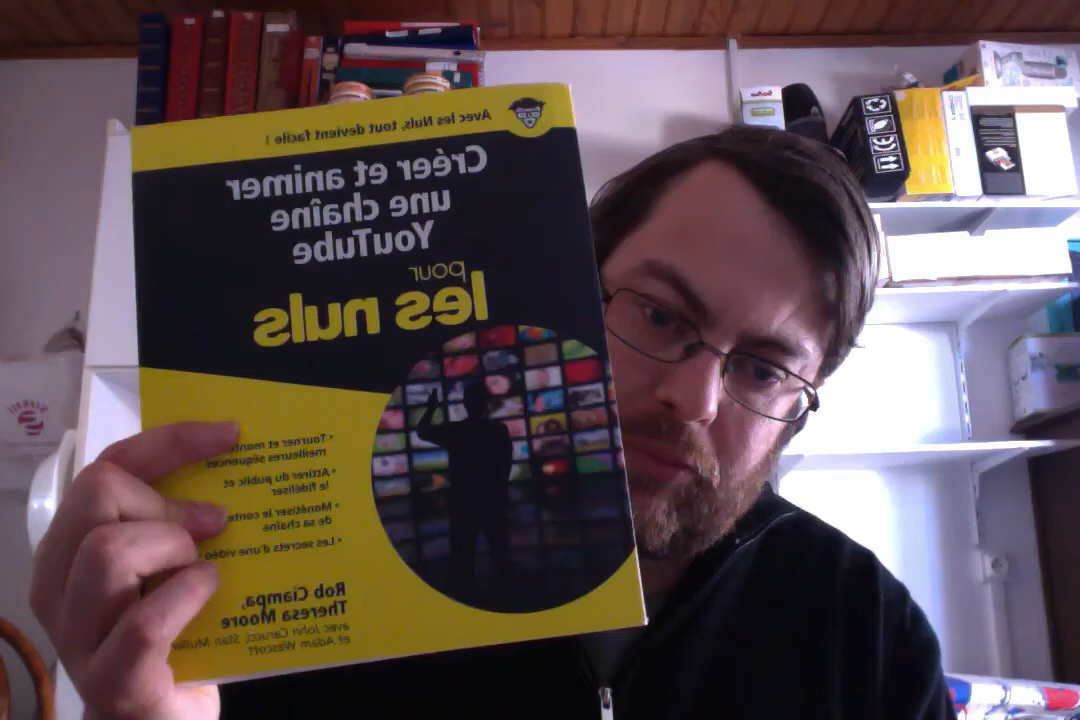 Avec les Nuls, tout devient facile !
Créer et animer
une chaîne
YouTube
pour
les nuls
• Tourner et
meilleures séquences
• Attirer du public et
le fidéliser
• Monétiser le
de sa chaîne
• Les secrets d'une vidéo
Rob Ciampa,
Theresa Moore
avec John Carucci, Stan Muller
et Adam Wescott